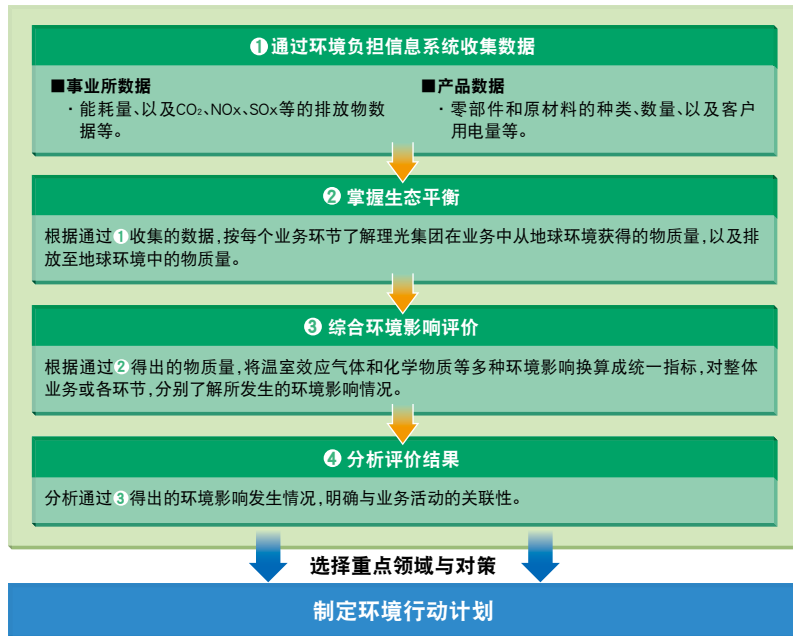 ❶通过环境负担信息系统收集数据
■事业所数据
·能耗量、以及CO₂、NOx、SOx等的排放物数
据等。
■产品数据
·零部件和原材料的种类、数量、以及客户
用电量等。
❷ 掌握生态平衡
根据通过❶收集的数据,按每个业务环节了解理光集团在业务中从地球环境获得的物质量,以及排
放至地球环境中的物质量。
❸ 综合环境影响评价
根据通过❷得出的物质量,将温室效应气体和化学物质等多种环境影响换算成统一指标,对整体
业务或各环节,分别了解所发生的环境影响情况。
❹ 分析评价结果
分析通过❸得出的环境影响发生情况,明确与业务活动的关联性。
选择重点领域与对策
制定环境行动计划